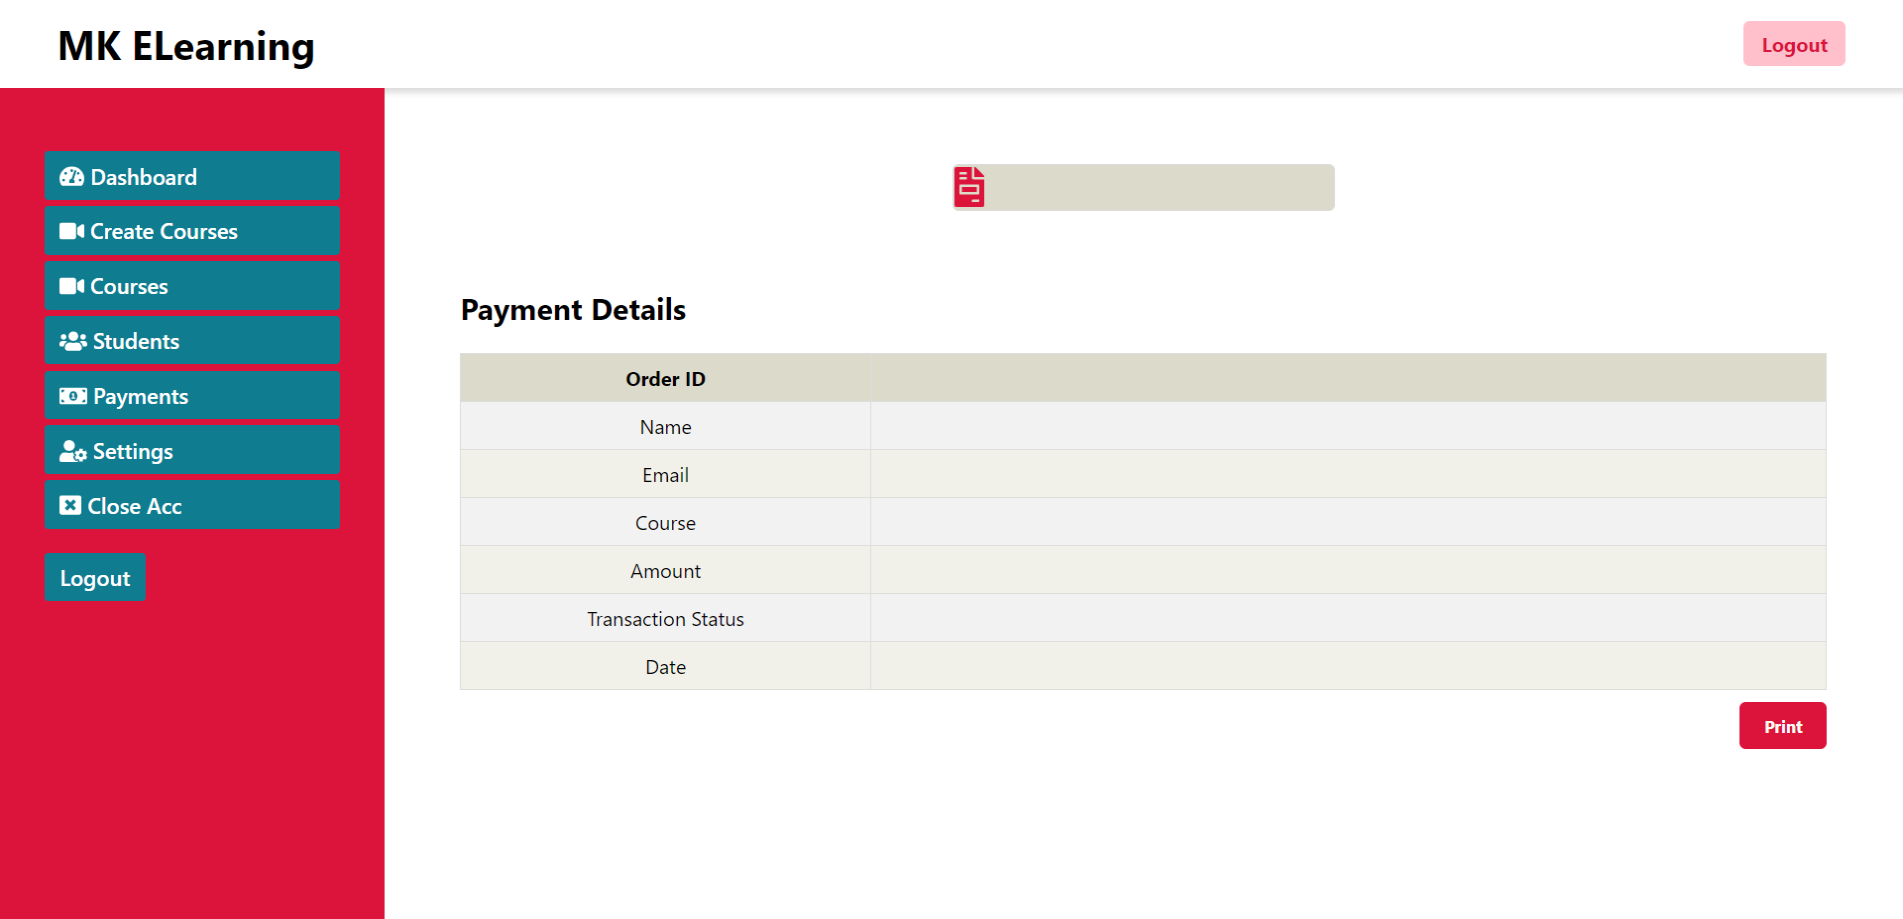 MK ELearning
Logout
Dashboard
Create Courses
Courses
Students
Payments
Settings
Close Acc
Logout
Payment Details
Order ID
Name
Email
Course
Amount
Transaction Status
Date
Print